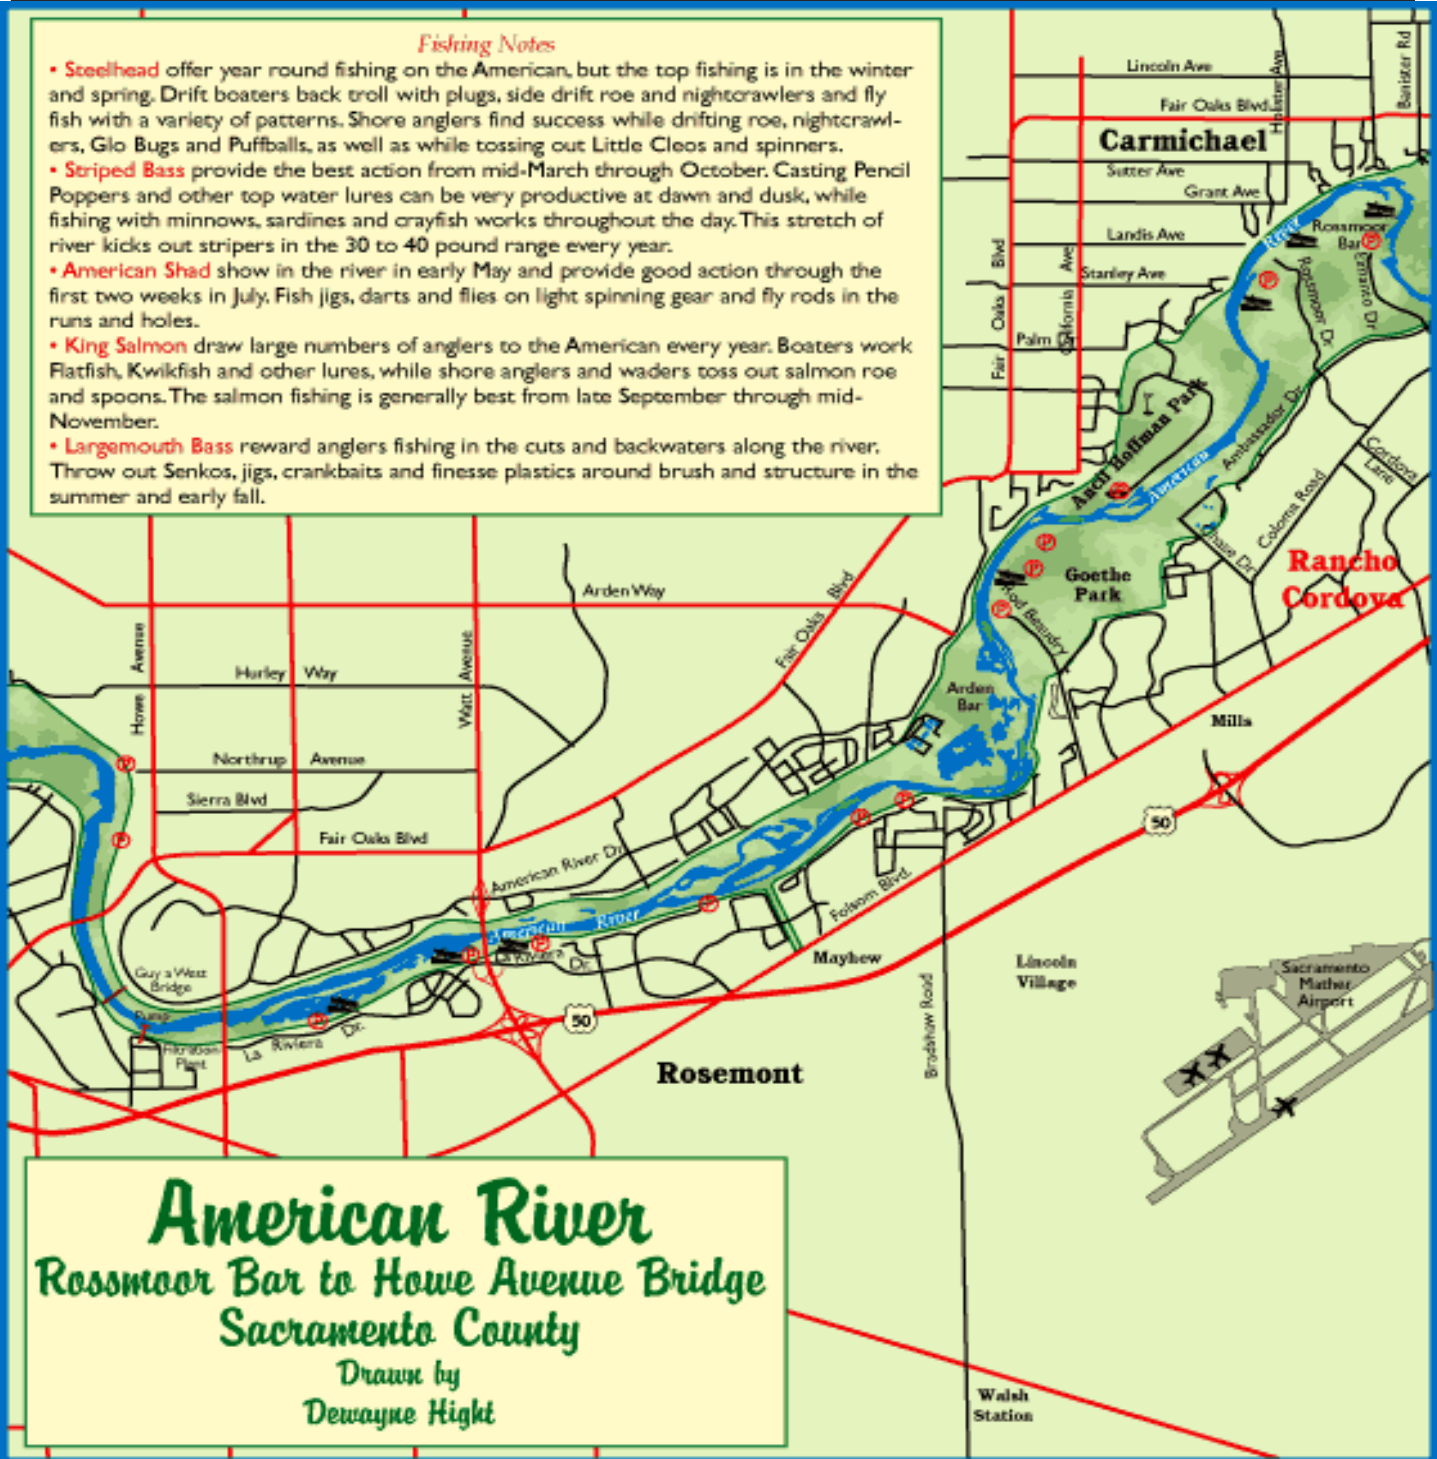 Fishing Notes
• Steelhead offer year round fishing on the American, but the top fishing is in the winter
and spring. Drift boaters back troll with plugs, side drift roe and nightcrawlers and fly
fish with a variety of patterns. Shore anglers find success while drifting roe, nightcrawl-
ers, Glo Bugs and Puffballs, as well as while tossing out Little Cleos and spinners.
• Striped Bass provide the best action from mid-March through October. Casting Pencil
Poppers and other top water lures can be very productive at dawn and dusk, while
fishing with minnows, sardines and crayfish works throughout the day. This stretch of
river kicks out stripers in the 30 to 40 pound range every year.
• American Shad show in the river in early May and provide good action through the
first two weeks in July. Fish jigs, darts and flies on light spinning gear and fly rods in the
runs and holes.
• King Salmon draw large numbers of anglers to the American every year. Boaters work
Flatfish, Kwikfish and other lures, while shore anglers and waders toss out salmon roe
and spoons. The salmon fishing is generally best from late September through mid-
November.
• Largemouth Bass reward anglers fishing in the cuts and backwaters along the river.
Throw out Senkos, jigs, crankbaits and finesse plastics around brush and structure in the
summer and early fall.
Lincoln Ave
Banister Rd
Fair Oaks Blvd.
Carmichael
Sutter Ave
Grant Ave
Landis Ave
Stanley Ave
Palm Dr
Fair Oaks Blvd
California Ave
River
Rossmoor
Bar
Rossmoor Dr
Ambassador Dr
Ancil Hoffman Park
American
Cordova
Lane
Coloma Road
Chase Dr
Rancho
Cordova
Goethe
Park
Rod Beaudry
Arden
Bar
Mills
50
Arden Way
Fair Oaks Blvd
Howe Avenue
Hurley Way
Watt Avenue
Northrup Avenue
Sierra Blvd
Fair Oaks Blvd
American River Dr.
American River
La Riviera Dr.
Folsom Blvd.
Mayhew
Lincoln
Village
Bradshaw Road
Sacramento
Mather
Airport
Guy a West
Bridge
Pump
Filtration
Plant
La Riviera Dr.
50
Rosemont
Walsh
Station
American River
Rossmoor Bar to Howe Avenue Bridge
Sacramento County
Drawn by
Dewayne Hight